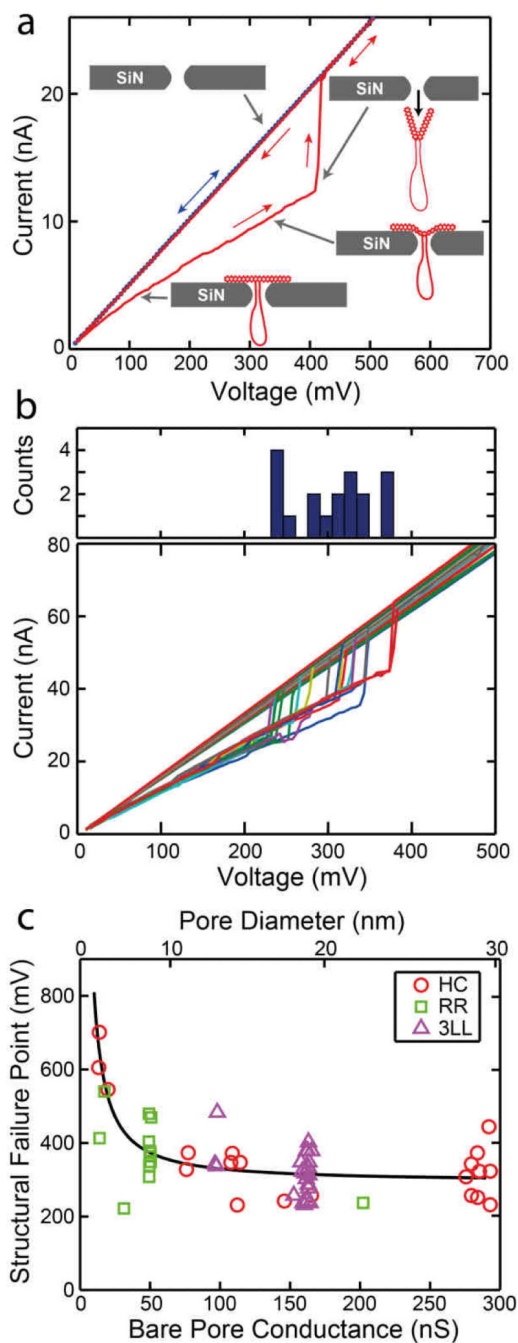 a
SiN
SiN
SiN
SiN
20
10
0
Current (nA)
0 100 200 300 400 500 600 700
Voltage (mV)
b
4
2
Counts
80
60
40
20
0
Current (nA)
0 100 200 300 400 500
Voltage (mV)
c
Pore Diameter (nm)
0 10 20 30
HC
RR
3LL
800
600
400
200
0
Structural Failure Point (mV)
0 50 100 150 200 250 300
Bare Pore Conductance (nS)